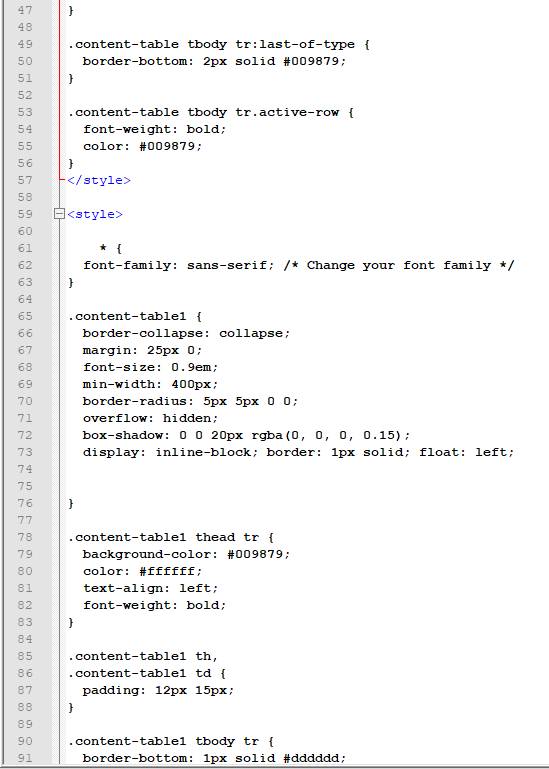 47 }
48
49 .content-table tbody tr:last-of-type {
50 border-bottom: 2px solid #009879;
51 }
52
53 .content-table tbody tr.active-row {
54 font-weight: bold;
55 color: #009879;
56 }
57 </style>
58
59 <style>
60
61 * {
62 font-family: sans-serif; /* Change your font family */
63 }
64
65 .content-table1 {
66 border-collapse: collapse;
67 margin: 25px 0;
68 font-size: 0.9em;
69 min-width: 400px;
70 border-radius: 5px 5px 0 0;
71 overflow: hidden;
72 box-shadow: 0 0 20px rgba(0, 0, 0, 0.15);
73 display: inline-block; border: 1px solid; float: left;
74
75
76 }
77
78 .content-table1 thead tr {
79 background-color: #009879;
80 color: #ffffff;
81 text-align: left;
82 font-weight: bold;
83 }
84
85 .content-table1 th,
86 .content-table1 td {
87 padding: 12px 15px;
88 }
89
90 .content-table1 tbody tr {
91 border-bottom: 1px solid #dddddd;